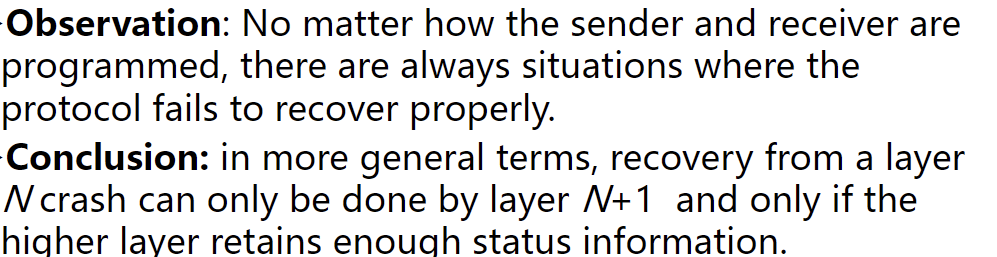 Observation: No matter how the sender and receiver are
programmed, there are always situations where the
protocol fails to recover properly.
Conclusion: in more general terms, recovery from a layer
N crash can only be done by layer N+1 and only if the
higher layer retains enough status information.